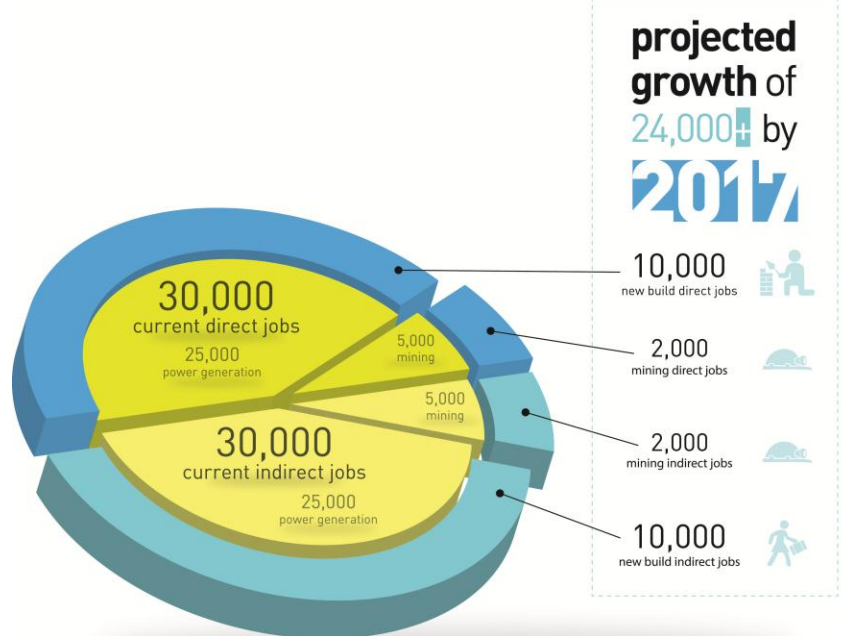 projected
growth of
24,000+ by
2017
30,000
current direct jobs
25,000
power generation
5,000
mining
5,000
mining
30,000
current indirect jobs
25,000
power generation
10,000
new build direct jobs
2,000
mining direct jobs
2,000
mining indirect jobs
10,000
new build indirect jobs